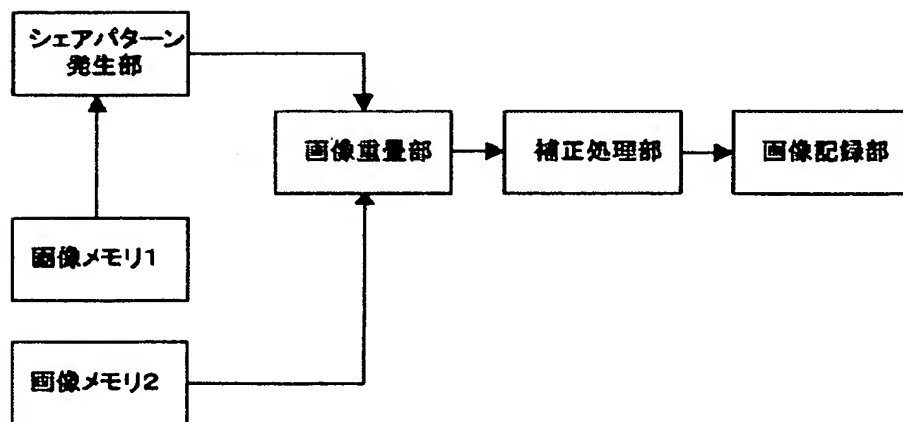 シェアパターン
発生部
画像重畳部
補正処理部
画像記録部
画像メモリ1
画像メモリ2